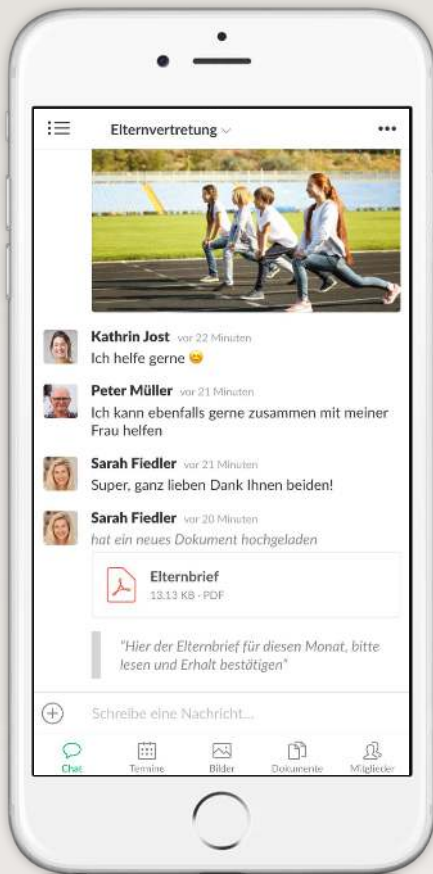 Elternvertretung
Kathrin Jost vor 22 Minuten
Ich helfe gerne 😊
Peter Müller vor 21 Minuten
Ich kann ebenfalls gerne zusammen mit meiner
Frau helfen
Sarah Fiedler vor 21 Minuten
Super, ganz lieben Dank Ihnen beiden!
Sarah Fiedler vor 20 Minuten
hat ein neues Dokument hochgeladen
Elternbrief
13.13 KB - PDF
"Hier der Elternbrief für diesen Monat, bitte
lesen und Erhalt bestätigen"
Schreibe eine Nachricht...
Chat Termine Bilder Dokumente Mitglieder